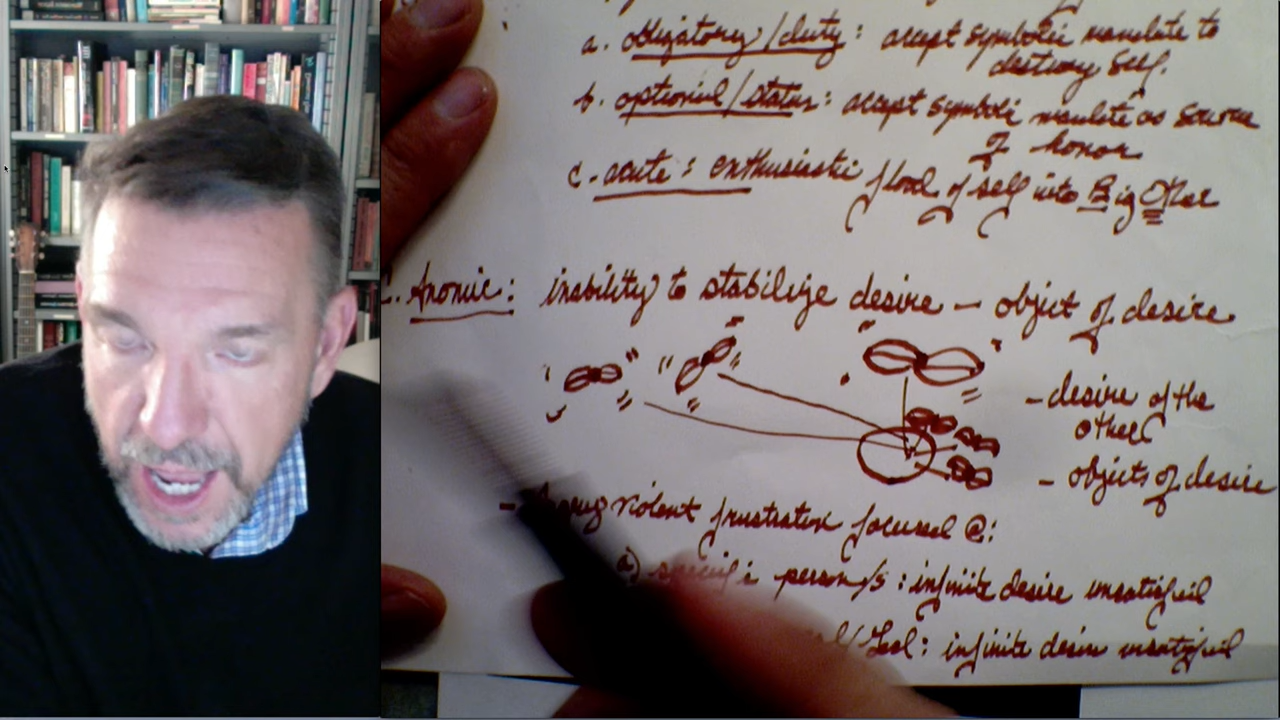 a. obligatory/duty: accept symbolic mandate to
destroy self.
b. optional/status: accept symbolic mandate as source
of honor
c. acute: enthusiastic flood of self into Big Other
C. Anomic: inability to stabilize desire — object of desire
- desire of the
other
- objects of desire
- violent frustration focused @:
a) specific person/s: infinite desire unsatisfied
infinite desire unsatisfied